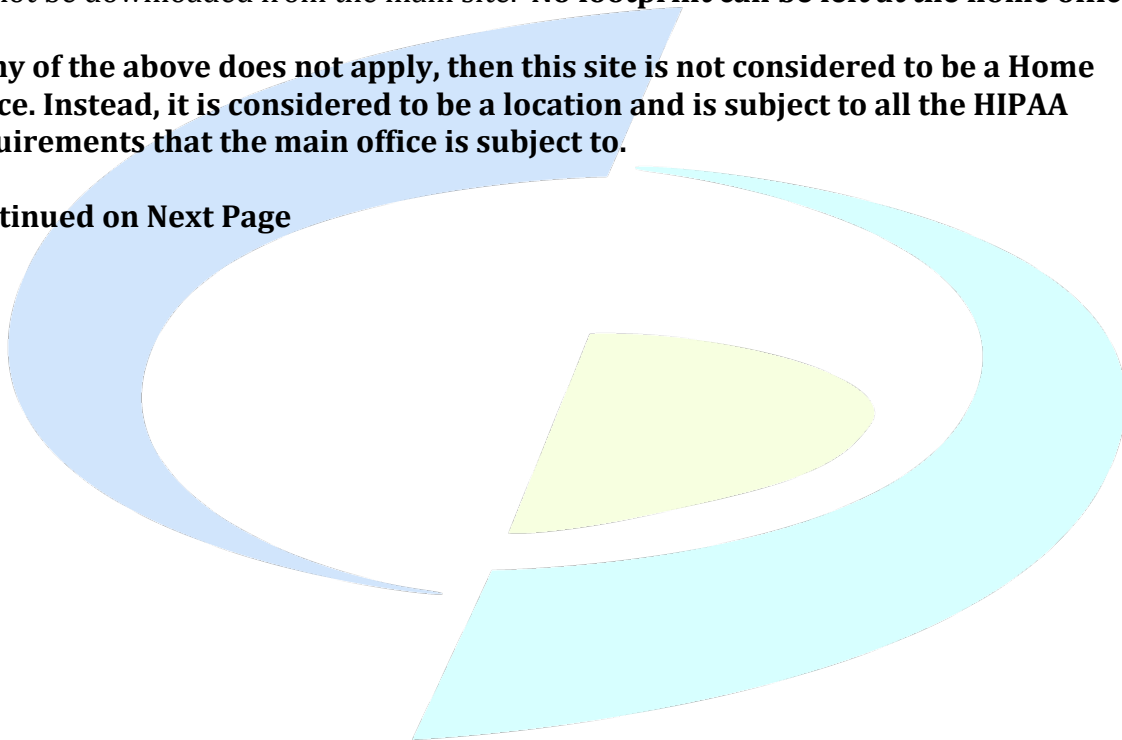 not be downloaded from the main site. No footprint can be left at the home offic
ny of the above does not apply, then this site is not considered to be a Home
ce. Instead, it is considered to be a location and is subject to all the HIPAA
uirements that the main office is subject to.
tinued on Next Page